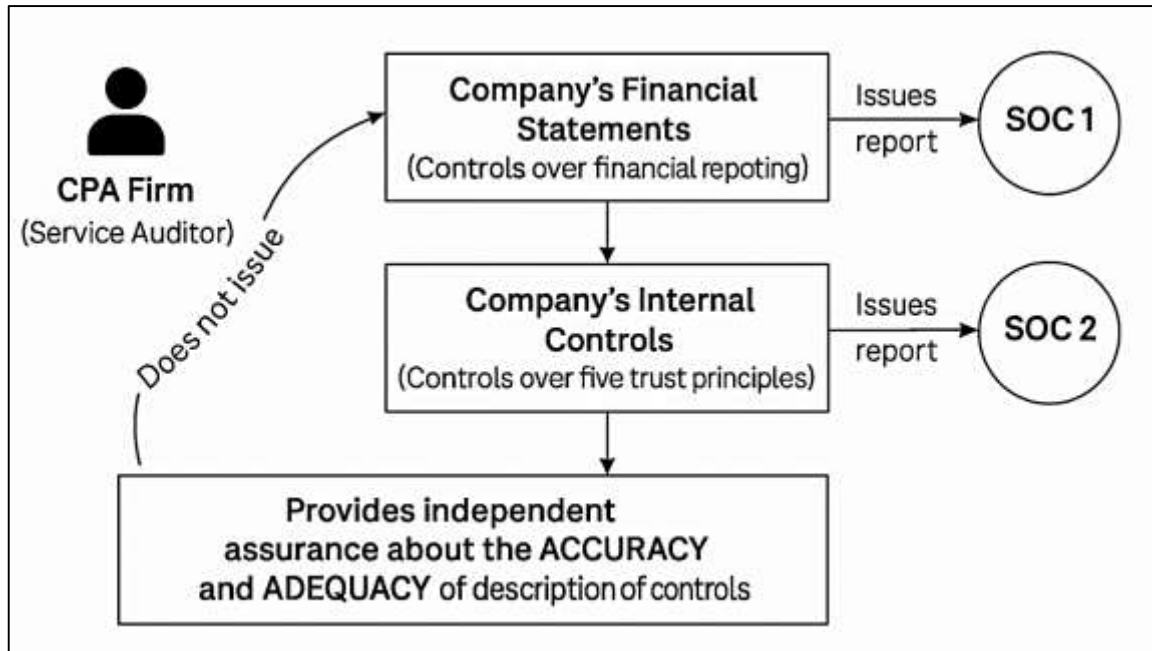 Company’s Financial
Statements
(Controls over financial repoting)
Issues
report
SOC 1
CPA Firm
(Service Auditor)
Does not issue
Company’s Internal
Controls
(Controls over five trust principles)
Issues
report
SOC 2
Provides independent
assurance about the ACCURACY
and ADEQUACY of description of controls